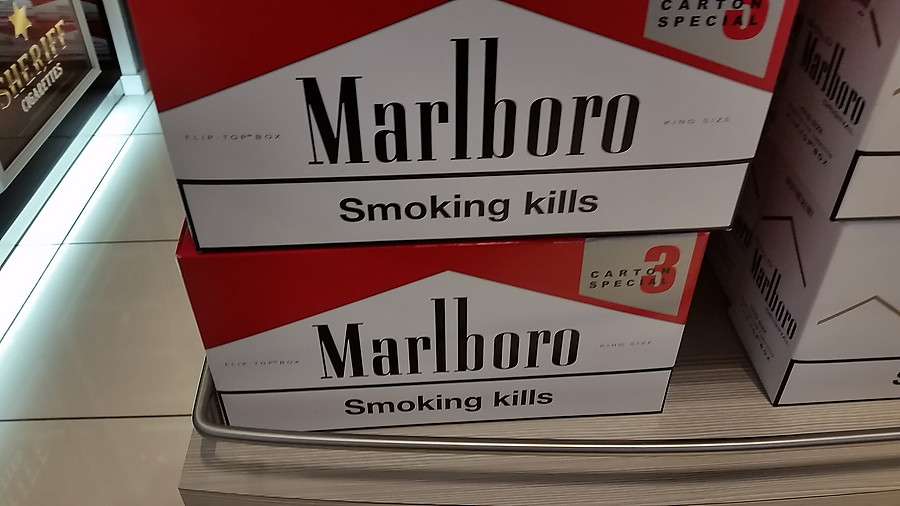 SHERIFF
CIGARETTES
3
CARTON
SPECIAL
Marlboro
FLIP-TOP BOX
KING SIZE
Smoking kills
3
CARTON
SPECIAL
Marlboro
FLIP-TOP BOX
KING SIZE
Smoking kills
Marlboro
Marlboro